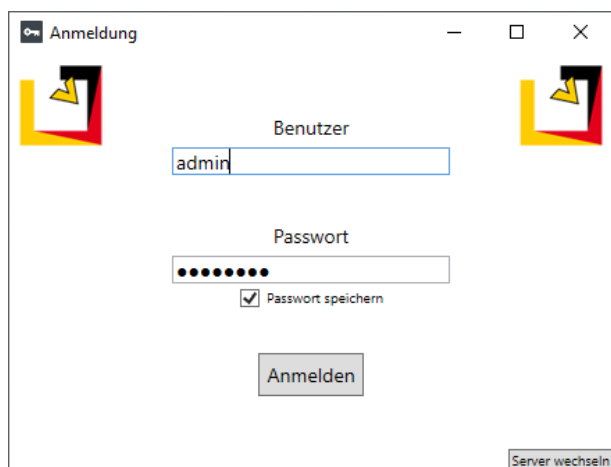 Anmeldung
Benutzer
admin
Passwort
●●●●●●●●
Passwort speichern
Anmelden
Server wechseln